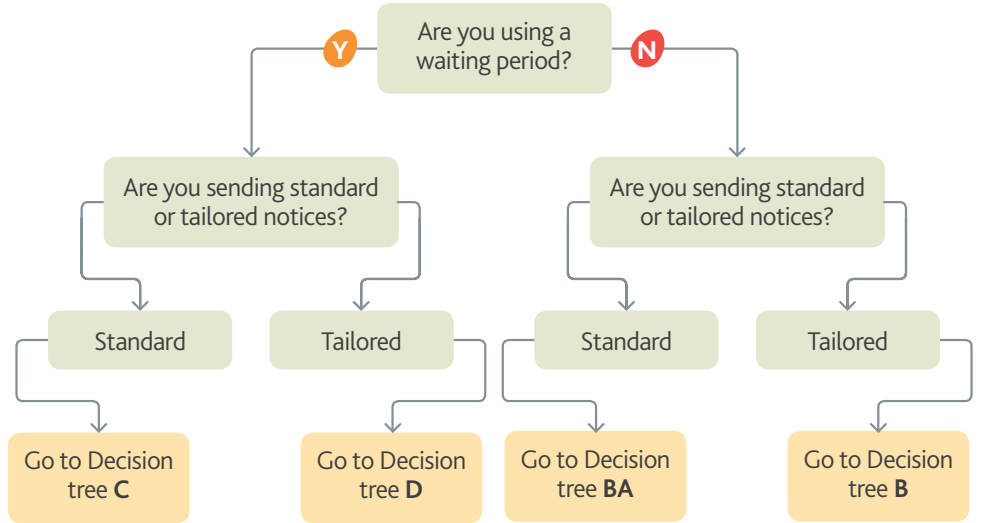 Are you using a
waiting period?
Y
N
Are you sending standard
or tailored notices?
Are you sending standard
or tailored notices?
Standard
Tailored
Standard
Tailored
Go to Decision
tree C
Go to Decision
tree D
Go to Decision
tree BA
Go to Decision
tree B